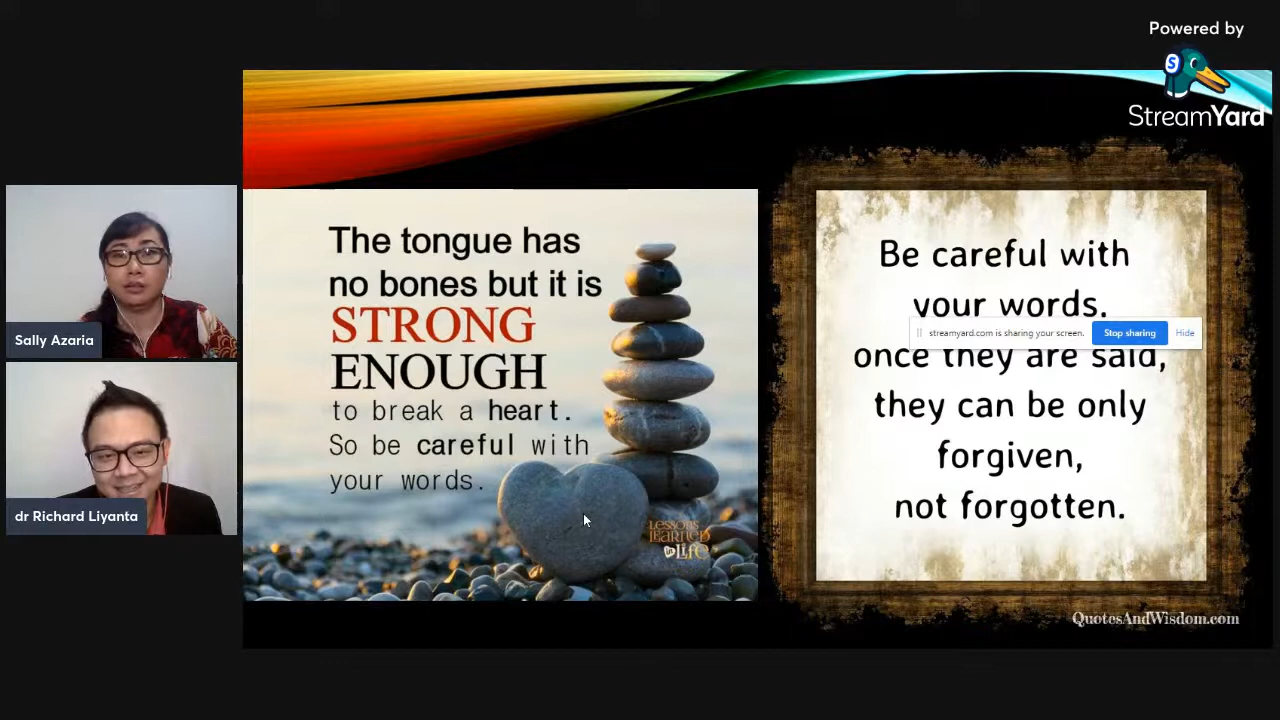 Powered by
StreamYard
Sally Azaria
dr Richard Liyanta
The tongue has
no bones but it is
STRONG
ENOUGH
to break a heart.
So be careful with
your words.
LESSONS
LEARNED
IN LIFE
Be careful with
your words.
streamyard.com is sharing your screen.
Stop sharing
Hide
once they are said,
they can be only
forgiven,
not forgotten.
QuotesAndWisdom.com